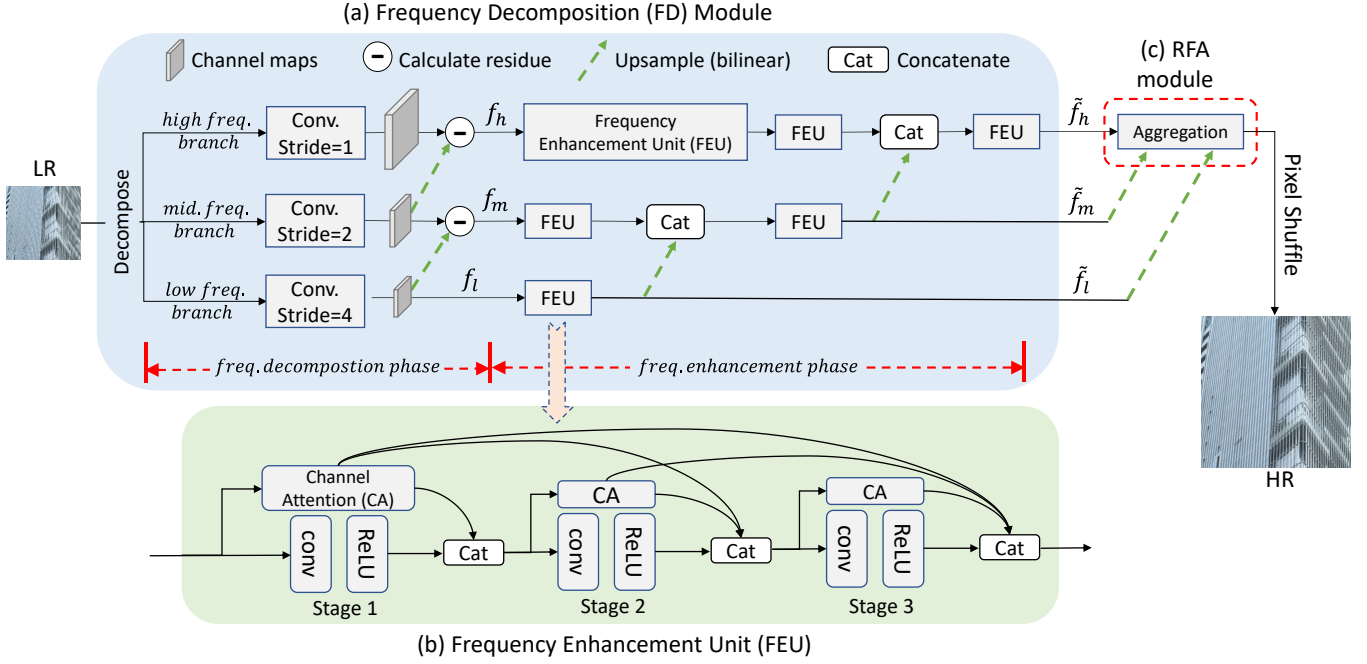 (a) Frequency Decomposition (FD) Module
Channel maps
Calculate residue
Upsample (bilinear)
Cat
Concatenate
(c) RFA
module
LR
Decompose
high freq.
branch
Conv.
Stride=1
−
f_h
Frequency
Enhancement Unit (FEU)
FEU
Cat
FEU
f̃_h
Aggregation
mid. freq.
branch
Conv.
Stride=2
−
f_m
FEU
Cat
FEU
f̃_m
low freq.
branch
Conv.
Stride=4
f_l
FEU
f̃_l
Pixel Shuffle
HR
freq. decompostion phase
freq. enhancement phase
Channel
Attention (CA)
conv
ReLU
Cat
Stage 1
CA
conv
ReLU
Cat
Stage 2
CA
conv
ReLU
Cat
Stage 3
(b) Frequency Enhancement Unit (FEU)